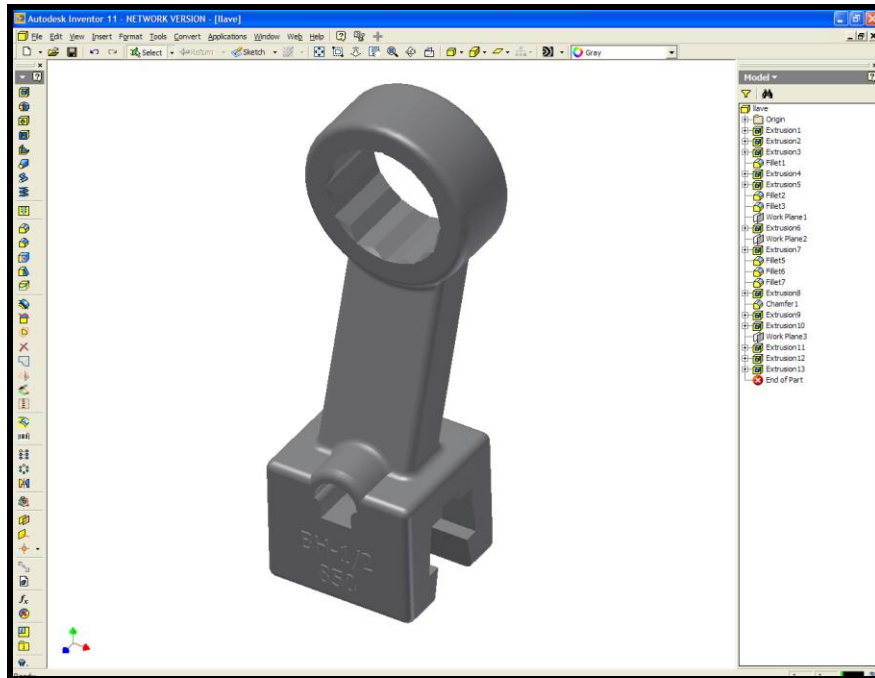 Autodesk Inventor 11 - NETWORK VERSION - [llave]
File Edit View Insert Format Tools Convert Applications Window Web Help
Select Return Sketch Gray
Model
llave
Origin
Extrusion1
Extrusion2
Extrusion3
Fillet1
Extrusion4
Extrusion5
Fillet2
Fillet3
Work Plane1
Extrusion6
Work Plane2
Extrusion7
Fillet5
Fillet6
Fillet7
Extrusion8
Chamfer1
Extrusion9
Extrusion10
Work Plane3
Extrusion11
Extrusion12
Extrusion13
End of Part
BH-1/2
850
Ready